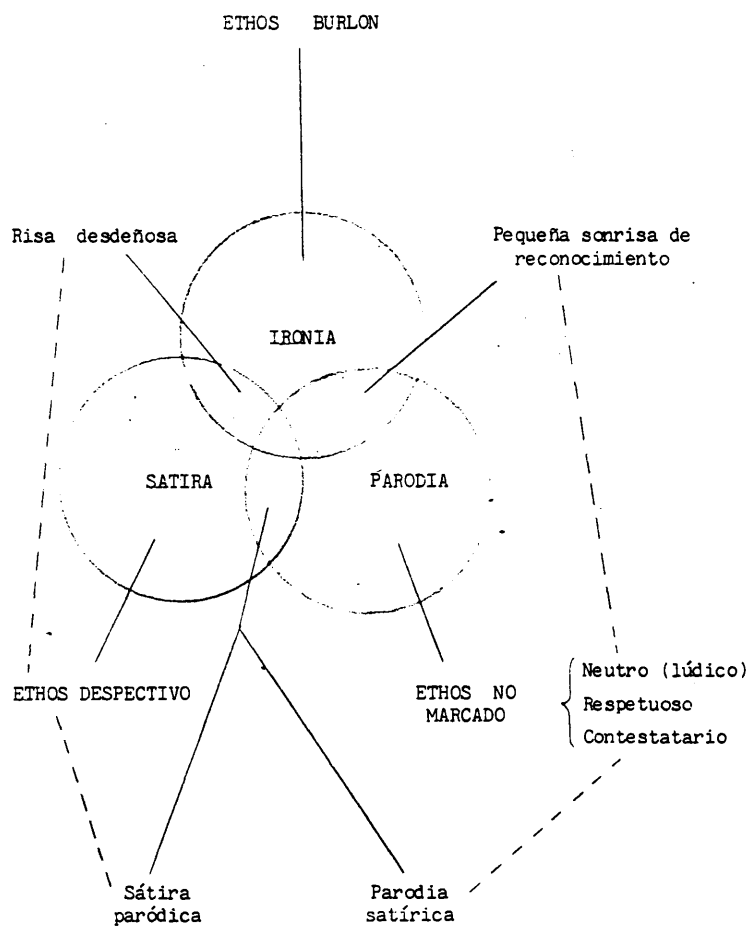 ETHOS BURLON
Risa desdeñosa
Pequeña sonrisa de
reconocimiento
IRONIA
SATIRA
PARODIA
ETHOS DESPECTIVO
ETHOS NO
MARCADO
Neutro (lúdico)
Respetuoso
Contestatario
Sátira
paródica
Parodia
satírica